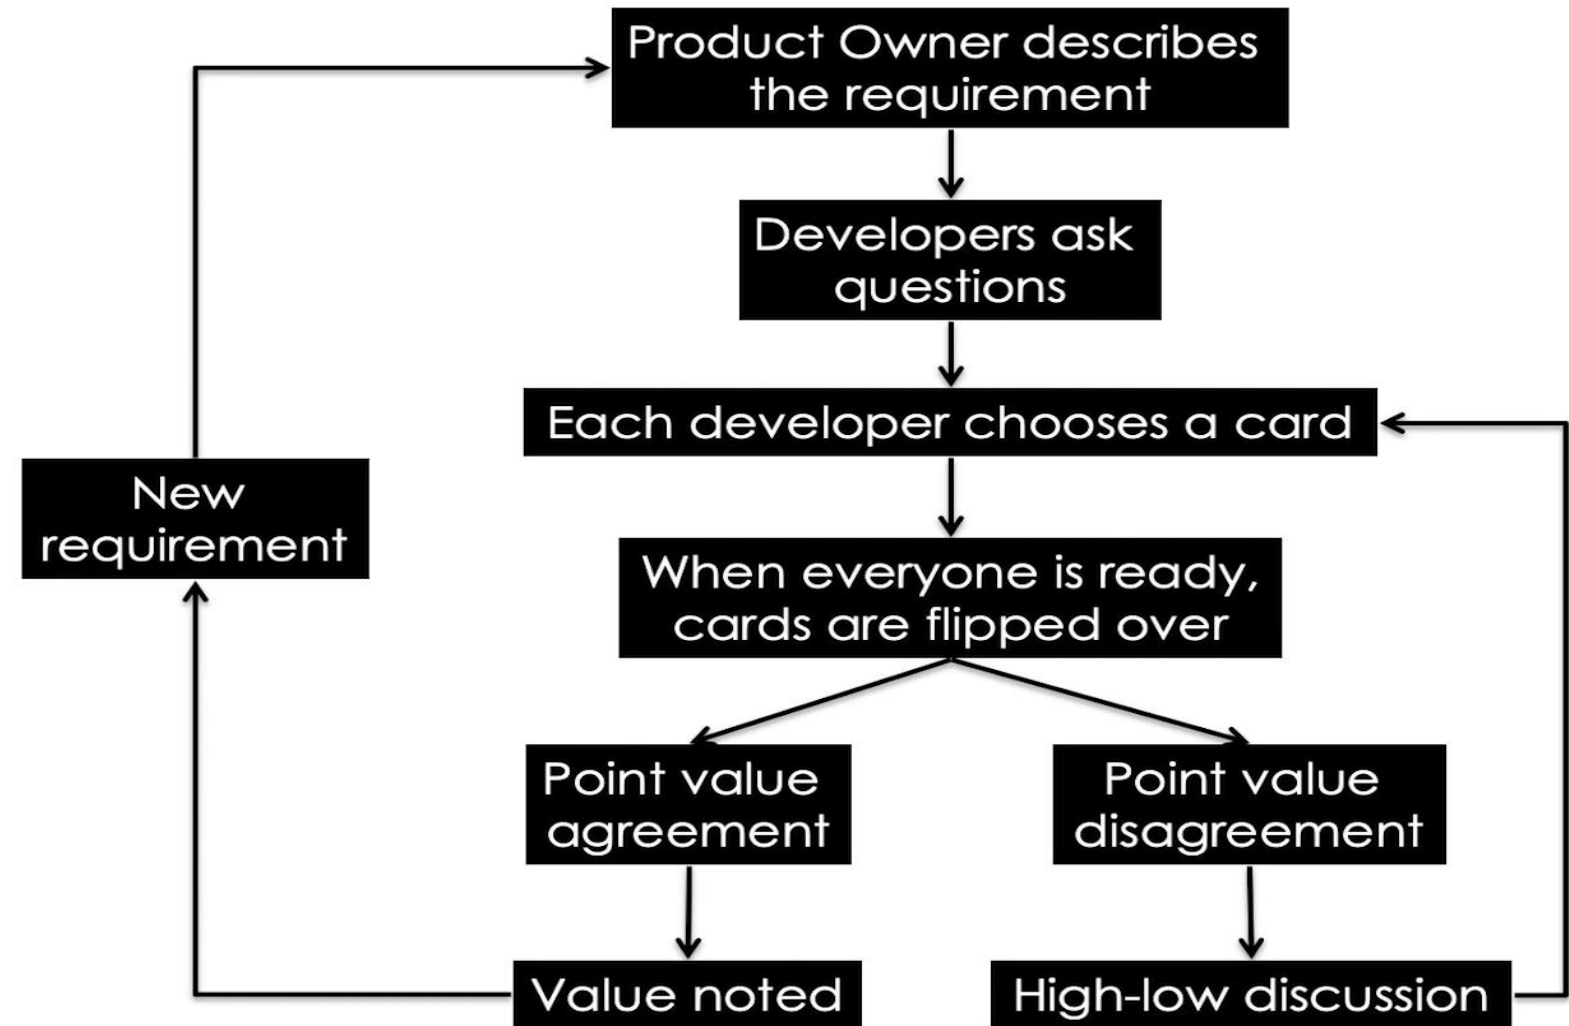 Product Owner describes
the requirement
Developers ask
questions
Each developer chooses a card
New
requirement
When everyone is ready,
cards are flipped over
Point value
agreement
Point value
disagreement
Value noted
High-low discussion